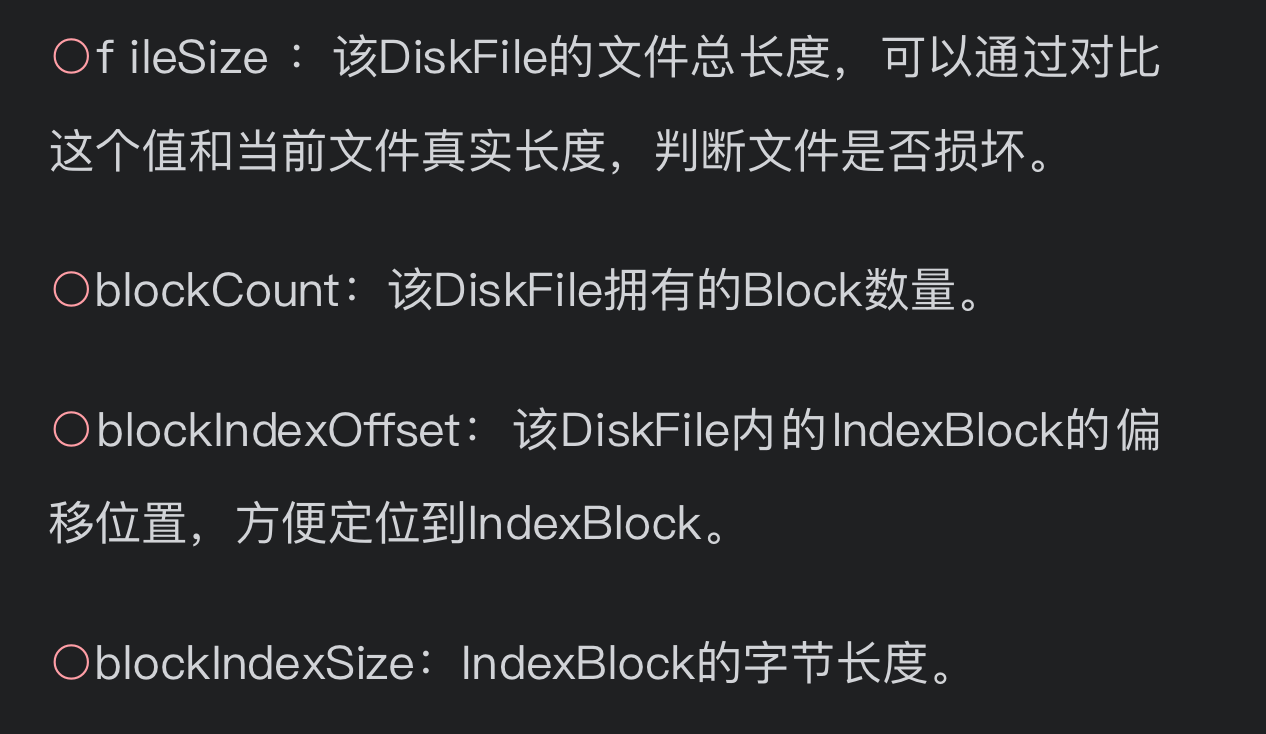 ○f ileSize ：该DiskFile的文件总长度，可以通过对比
这个值和当前文件真实长度，判断文件是否损坏。
○blockCount：该DiskFile拥有的Block数量。
○blockIndexOffset：该DiskFile内的IndexBlock的偏
移位置，方便定位到IndexBlock。
○blockIndexSize：IndexBlock的字节长度。